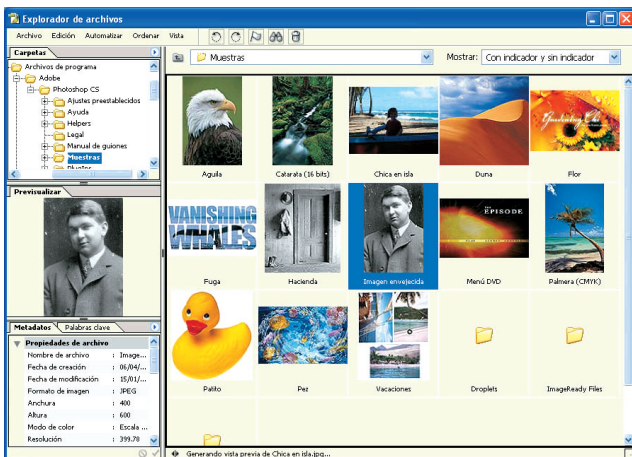 Explorador de archivos
Archivo Edición Automatizar Ordenar Vista
Carpetas
Archivos de programa
Adobe
Photoshop CS
Ajustes preestablecidos
Ayuda
Helpers
Legal
Manual de guiones
Muestras
Plugins
Muestras
Mostrar: Con indicador y sin indicador
Aguila
Catarata (16 bits)
Chica en isla
Duna
Flor
Previsualizar
VANISHING
WHALES
EPISODE
Fuga
Hacienda
Imagen envejecida
Menú DVD
Palmera (CMYK)
Patito
Pez
Vacaciones
Droplets
ImageReady Files
Metadatos Palabras clave
Propiedades de archivo
Nombre de archivo : Image...
Fecha de creación : 06/04/...
Fecha de modificación : 15/01/...
Formato de imagen : JPEG
Anchura : 400
Altura : 600
Modo de color : Escala ...
Resolución : 399.78
Generando vista previa de Chica en isla.jpg...